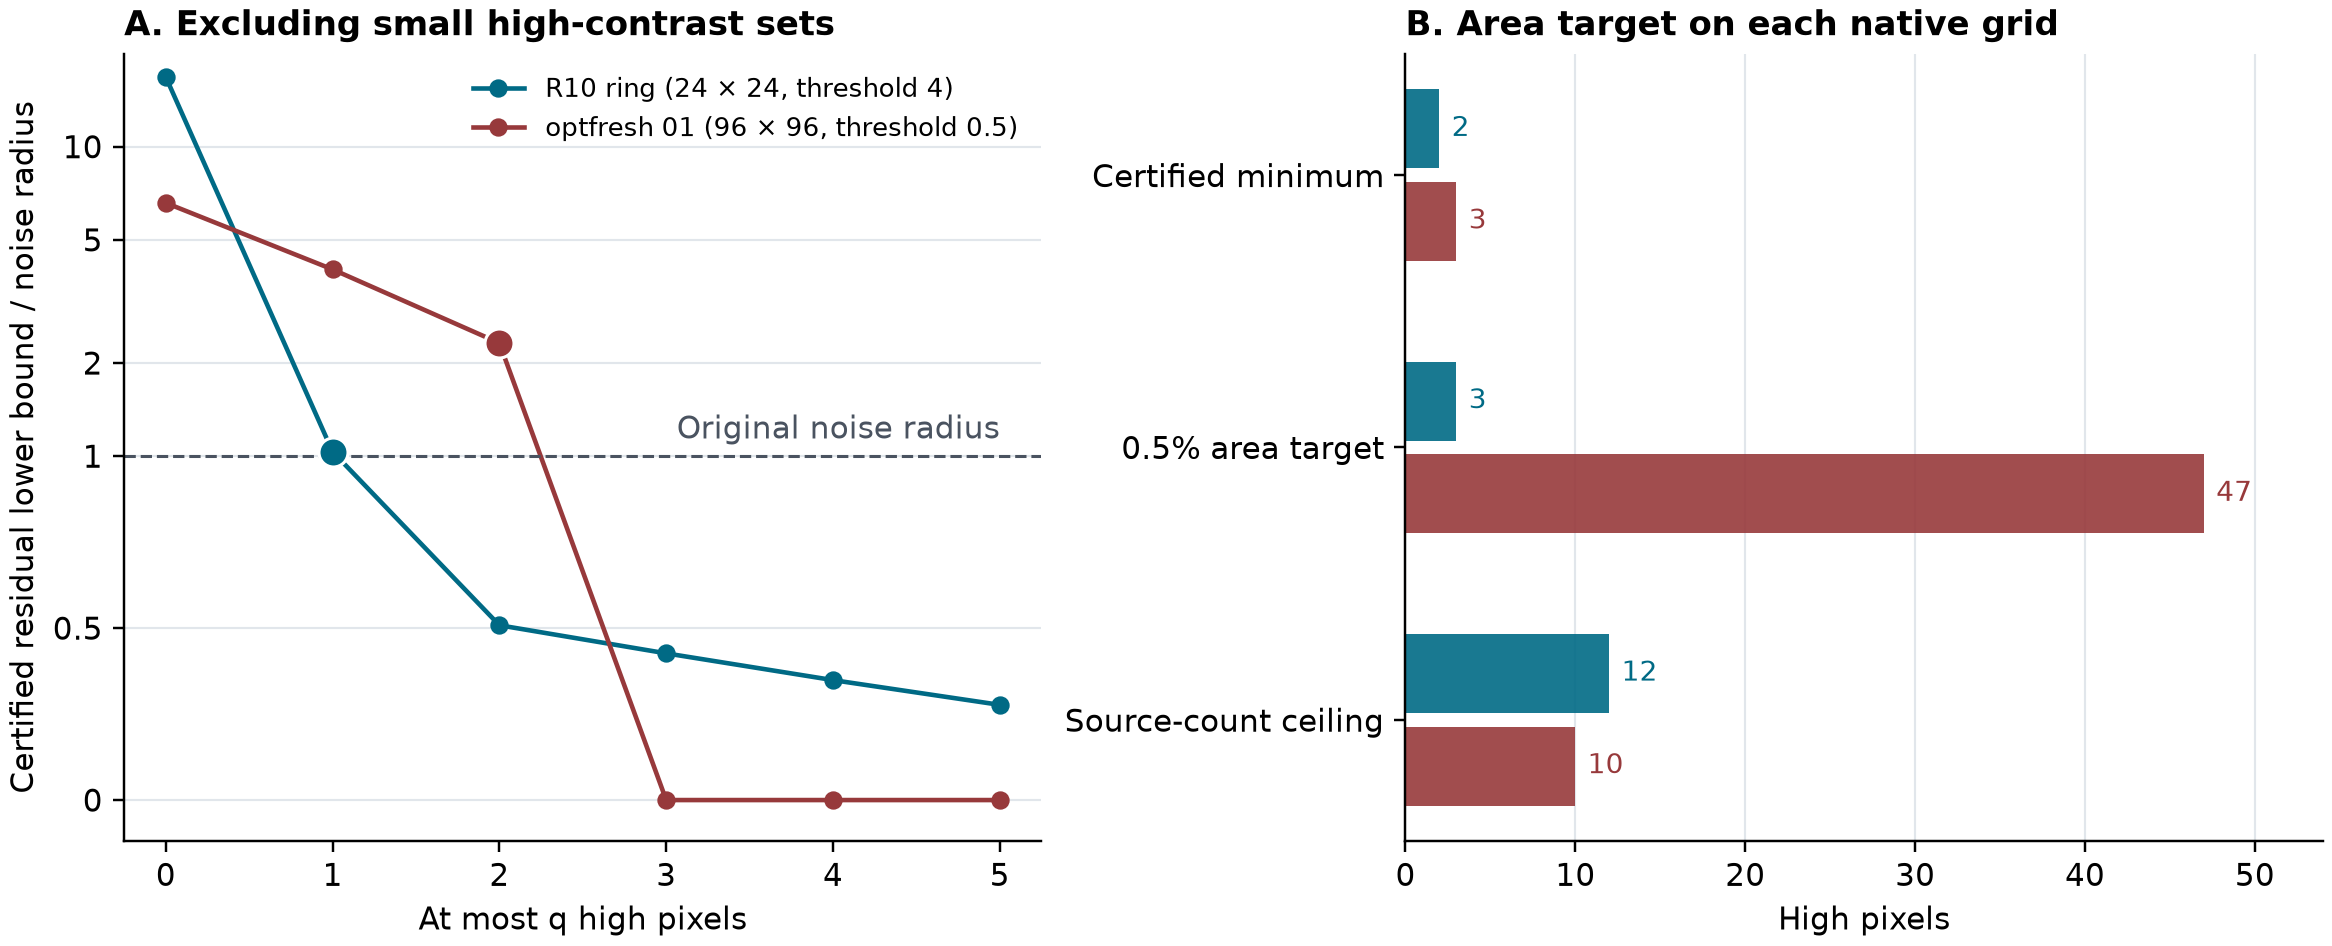 A. Excluding small high-contrast sets
R10 ring (24 × 24, threshold 4)
optfresh 01 (96 × 96, threshold 0.5)
Certified residual lower bound / noise radius
10
5
2
1
0.5
0
Original noise radius
0 1 2 3 4 5
At most q high pixels
B. Area target on each native grid
Certified minimum
2
3
0.5% area target
3
47
Source-count ceiling
12
10
0 10 20 30 40 50
High pixels